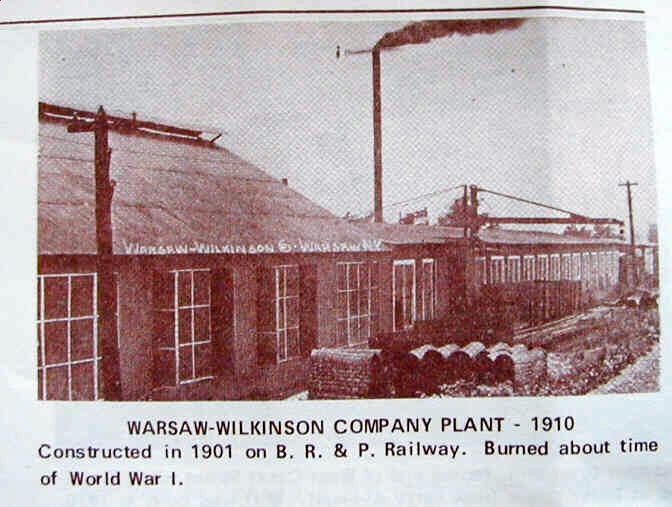 WARSAW-WILKINSON Co. WARSAW N.Y.
WARSAW-WILKINSON COMPANY PLANT - 1910
Constructed in 1901 on B. R. & P. Railway. Burned about time
of World War I.